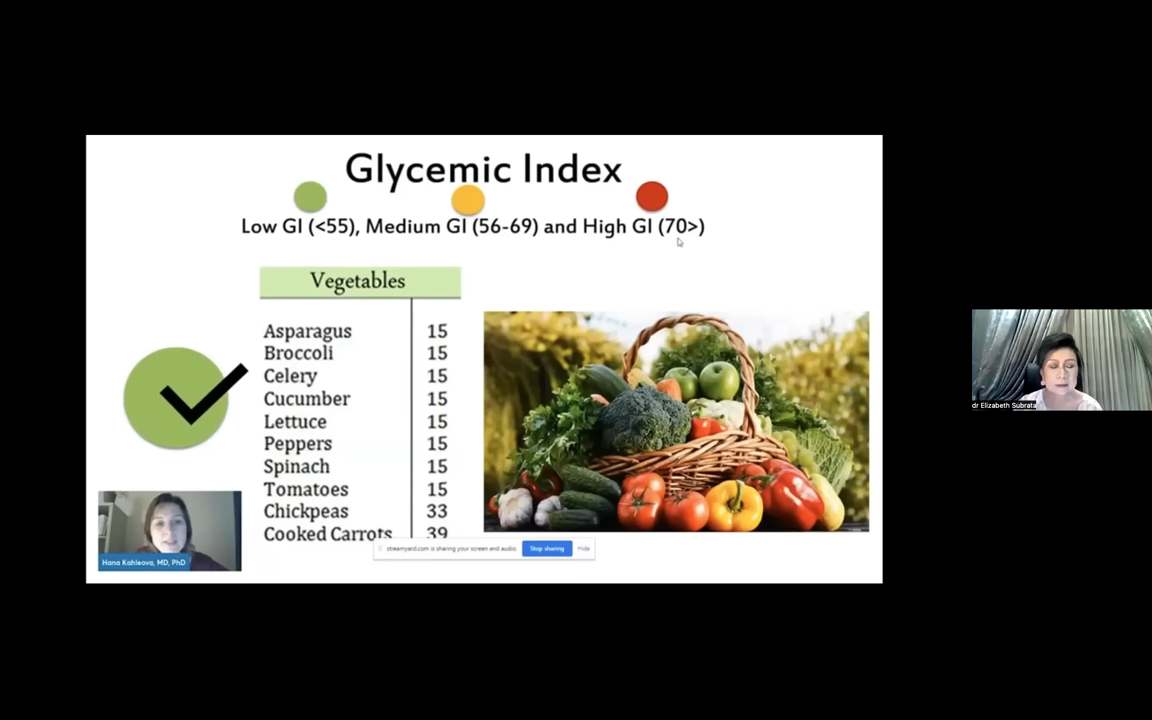 Glycemic Index
Low GI (<55), Medium GI (56-69) and High GI (70>)
Vegetables
Asparagus 15
Broccoli 15
Celery 15
Cucumber 15
Lettuce 15
Peppers 15
Spinach 15
Tomatoes 15
Chickpeas 33
Cooked Carrots 39
streamyard.com is sharing your screen and audio.
Stop sharing
Hide
Hana Kahleova, MD, PhD
dr Elizabeth Subrata